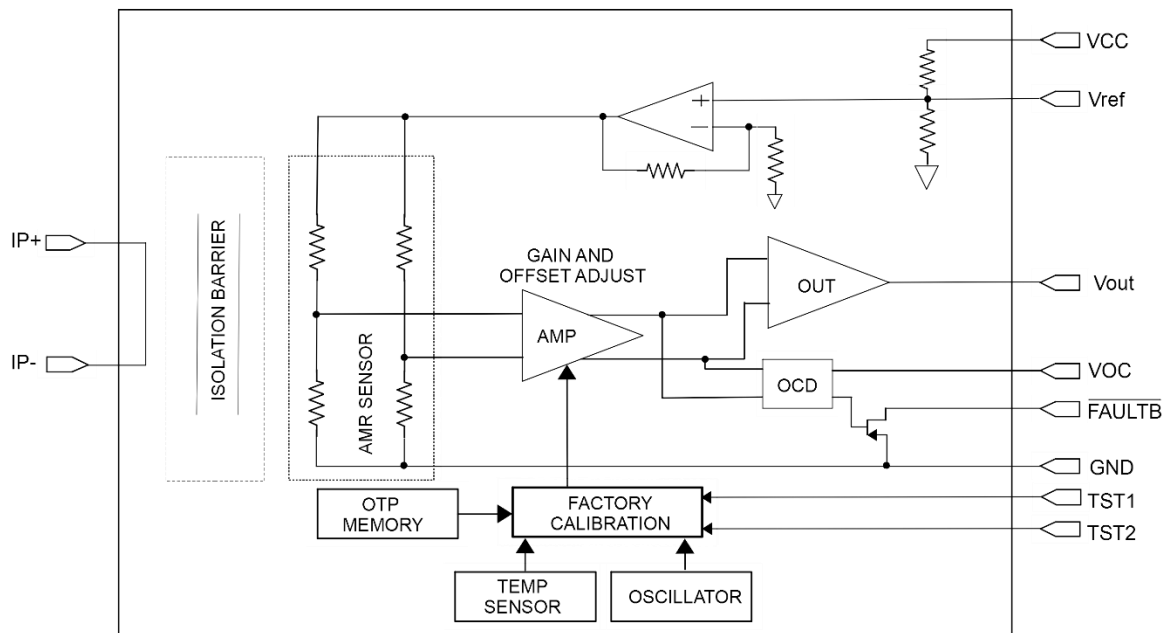 VCC
Vref
+
−
IP+
IP-
ISOLATION BARRIER
AMR SENSOR
GAIN AND
OFFSET ADJUST
AMP
OUT
Vout
OCD
VOC
FAULTB
GND
TST1
TST2
OTP
MEMORY
FACTORY
CALIBRATION
TEMP
SENSOR
OSCILLATOR